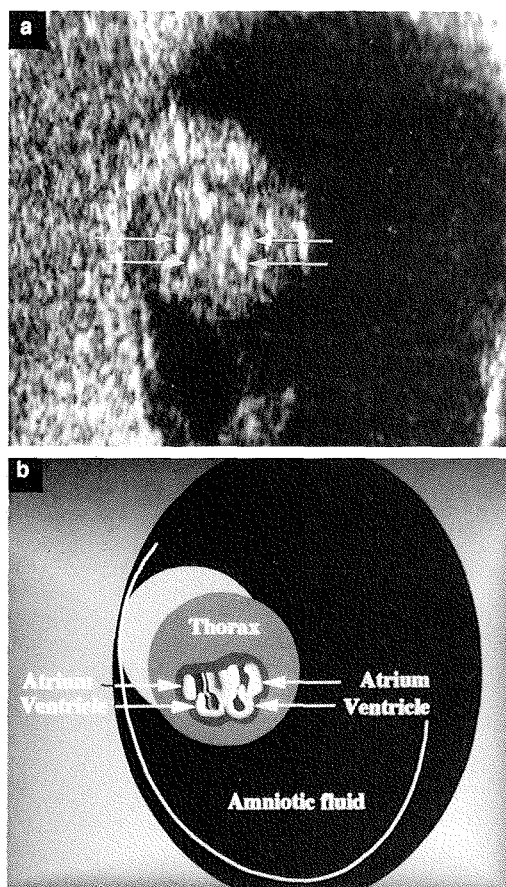 a
b
Thorax
Atrium Atrium
Ventricle Ventricle
Amniotic fluid